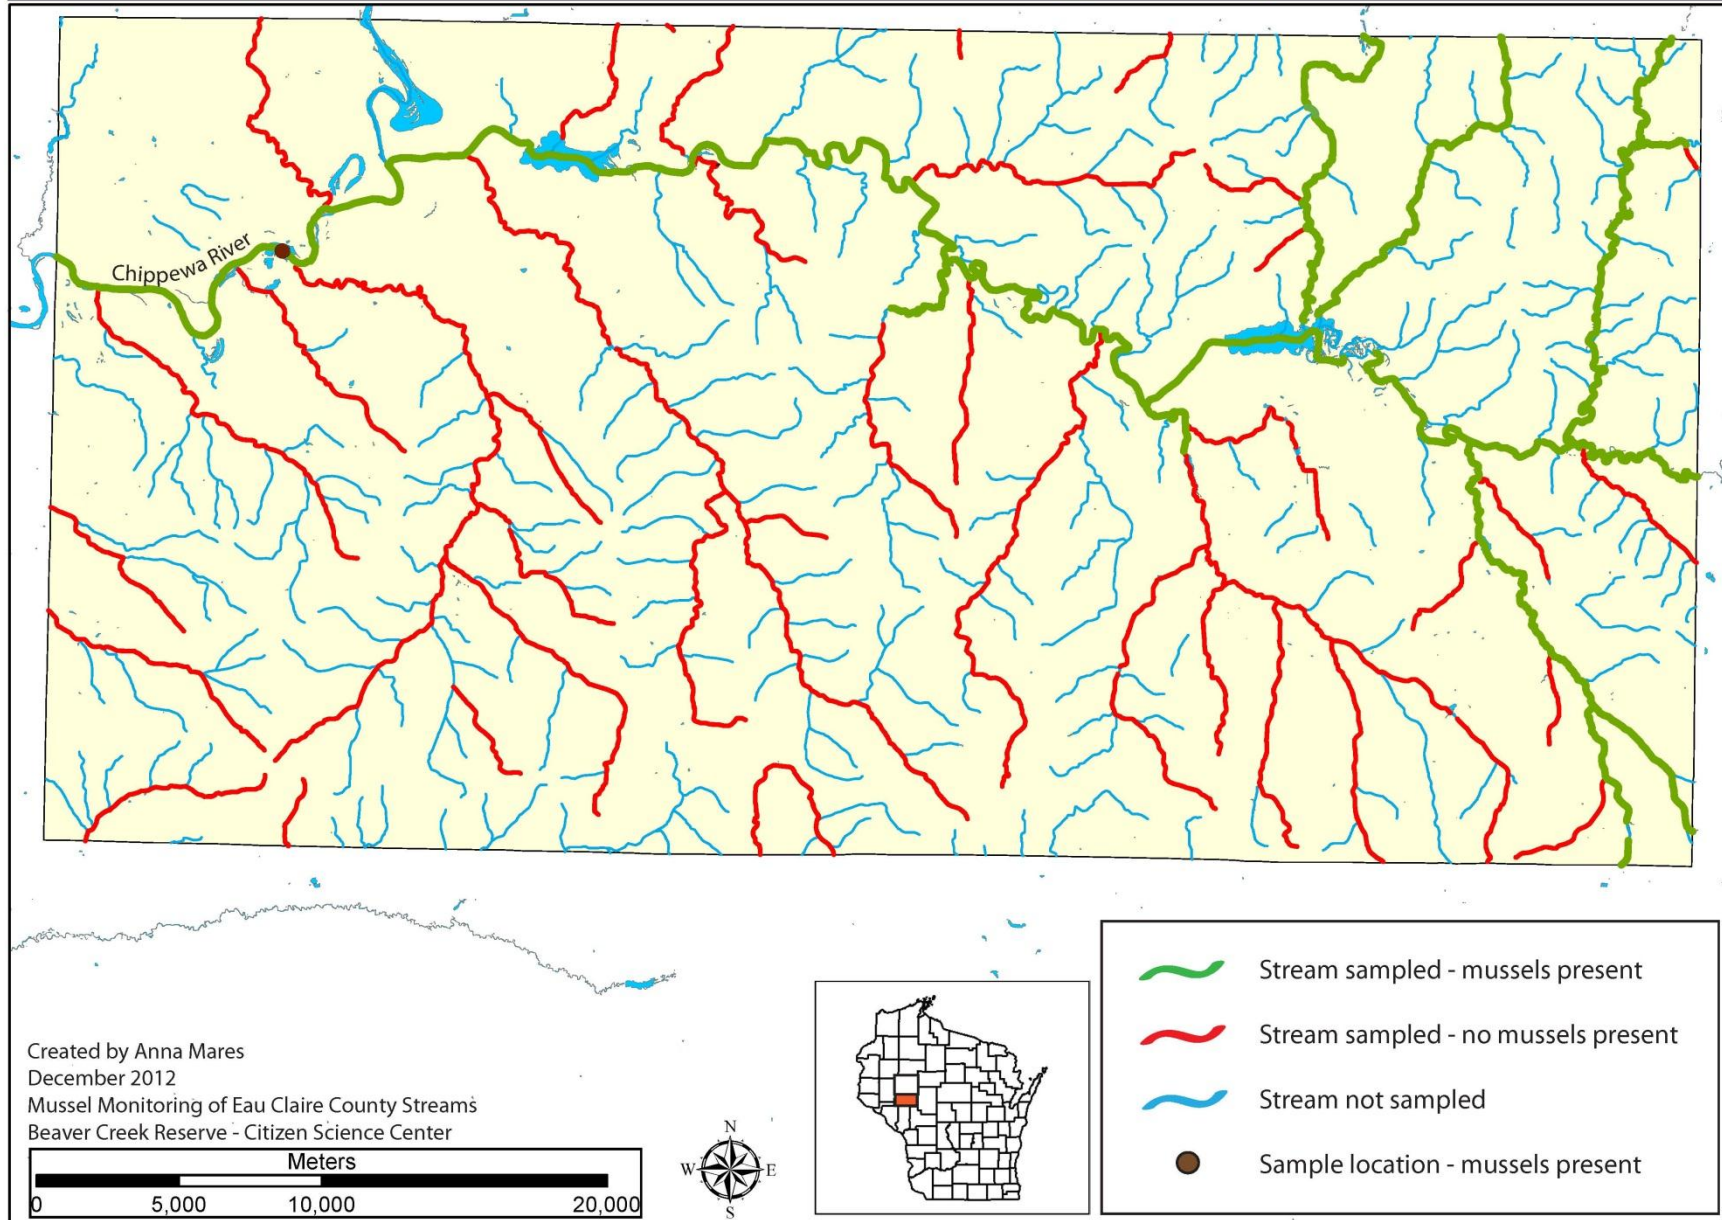 Chippewa River
Stream sampled - mussels present
Stream sampled - no mussels present
Stream not sampled
Sample location - mussels present
Created by Anna Mares
December 2012
Mussel Monitoring of Eau Claire County Streams
Beaver Creek Reserve - Citizen Science Center
Meters
0 5,000 10,000 20,000
N
W E
S